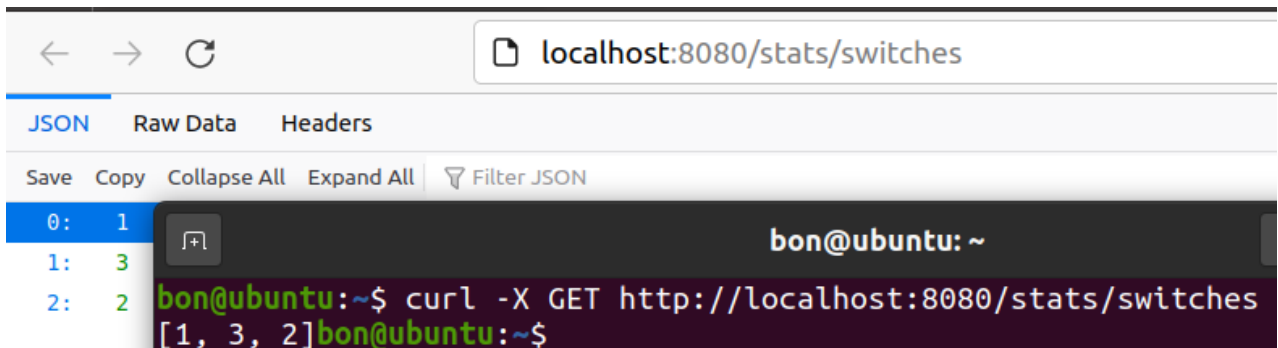 localhost:8080/stats/switches
JSON Raw Data Headers
Save Copy Collapse All Expand All Filter JSON
0: 1
1: 3
2: 2
bon@ubuntu: ~
bon@ubuntu:~$ curl -X GET http://localhost:8080/stats/switches
[1, 3, 2]bon@ubuntu:~$